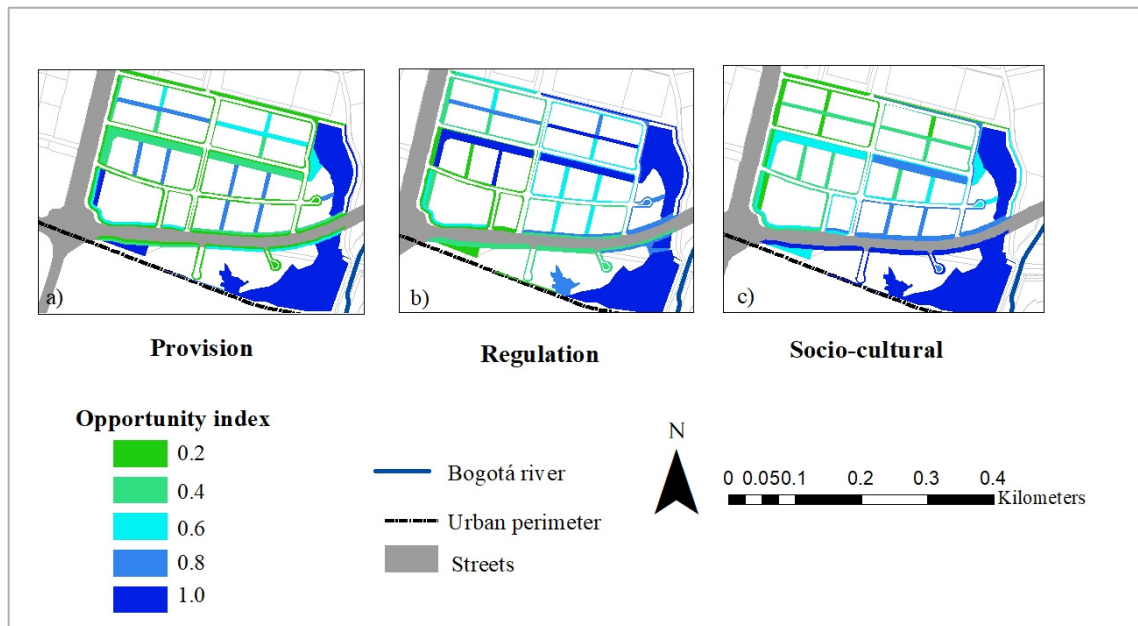 a)
b)
c)
Provision
Regulation
Socio-cultural
Opportunity index
0.2
0.4
0.6
0.8
1.0
Bogotá river
Urban perimeter
Streets
N
0 0.050.1 0.2 0.3 0.4
Kilometers